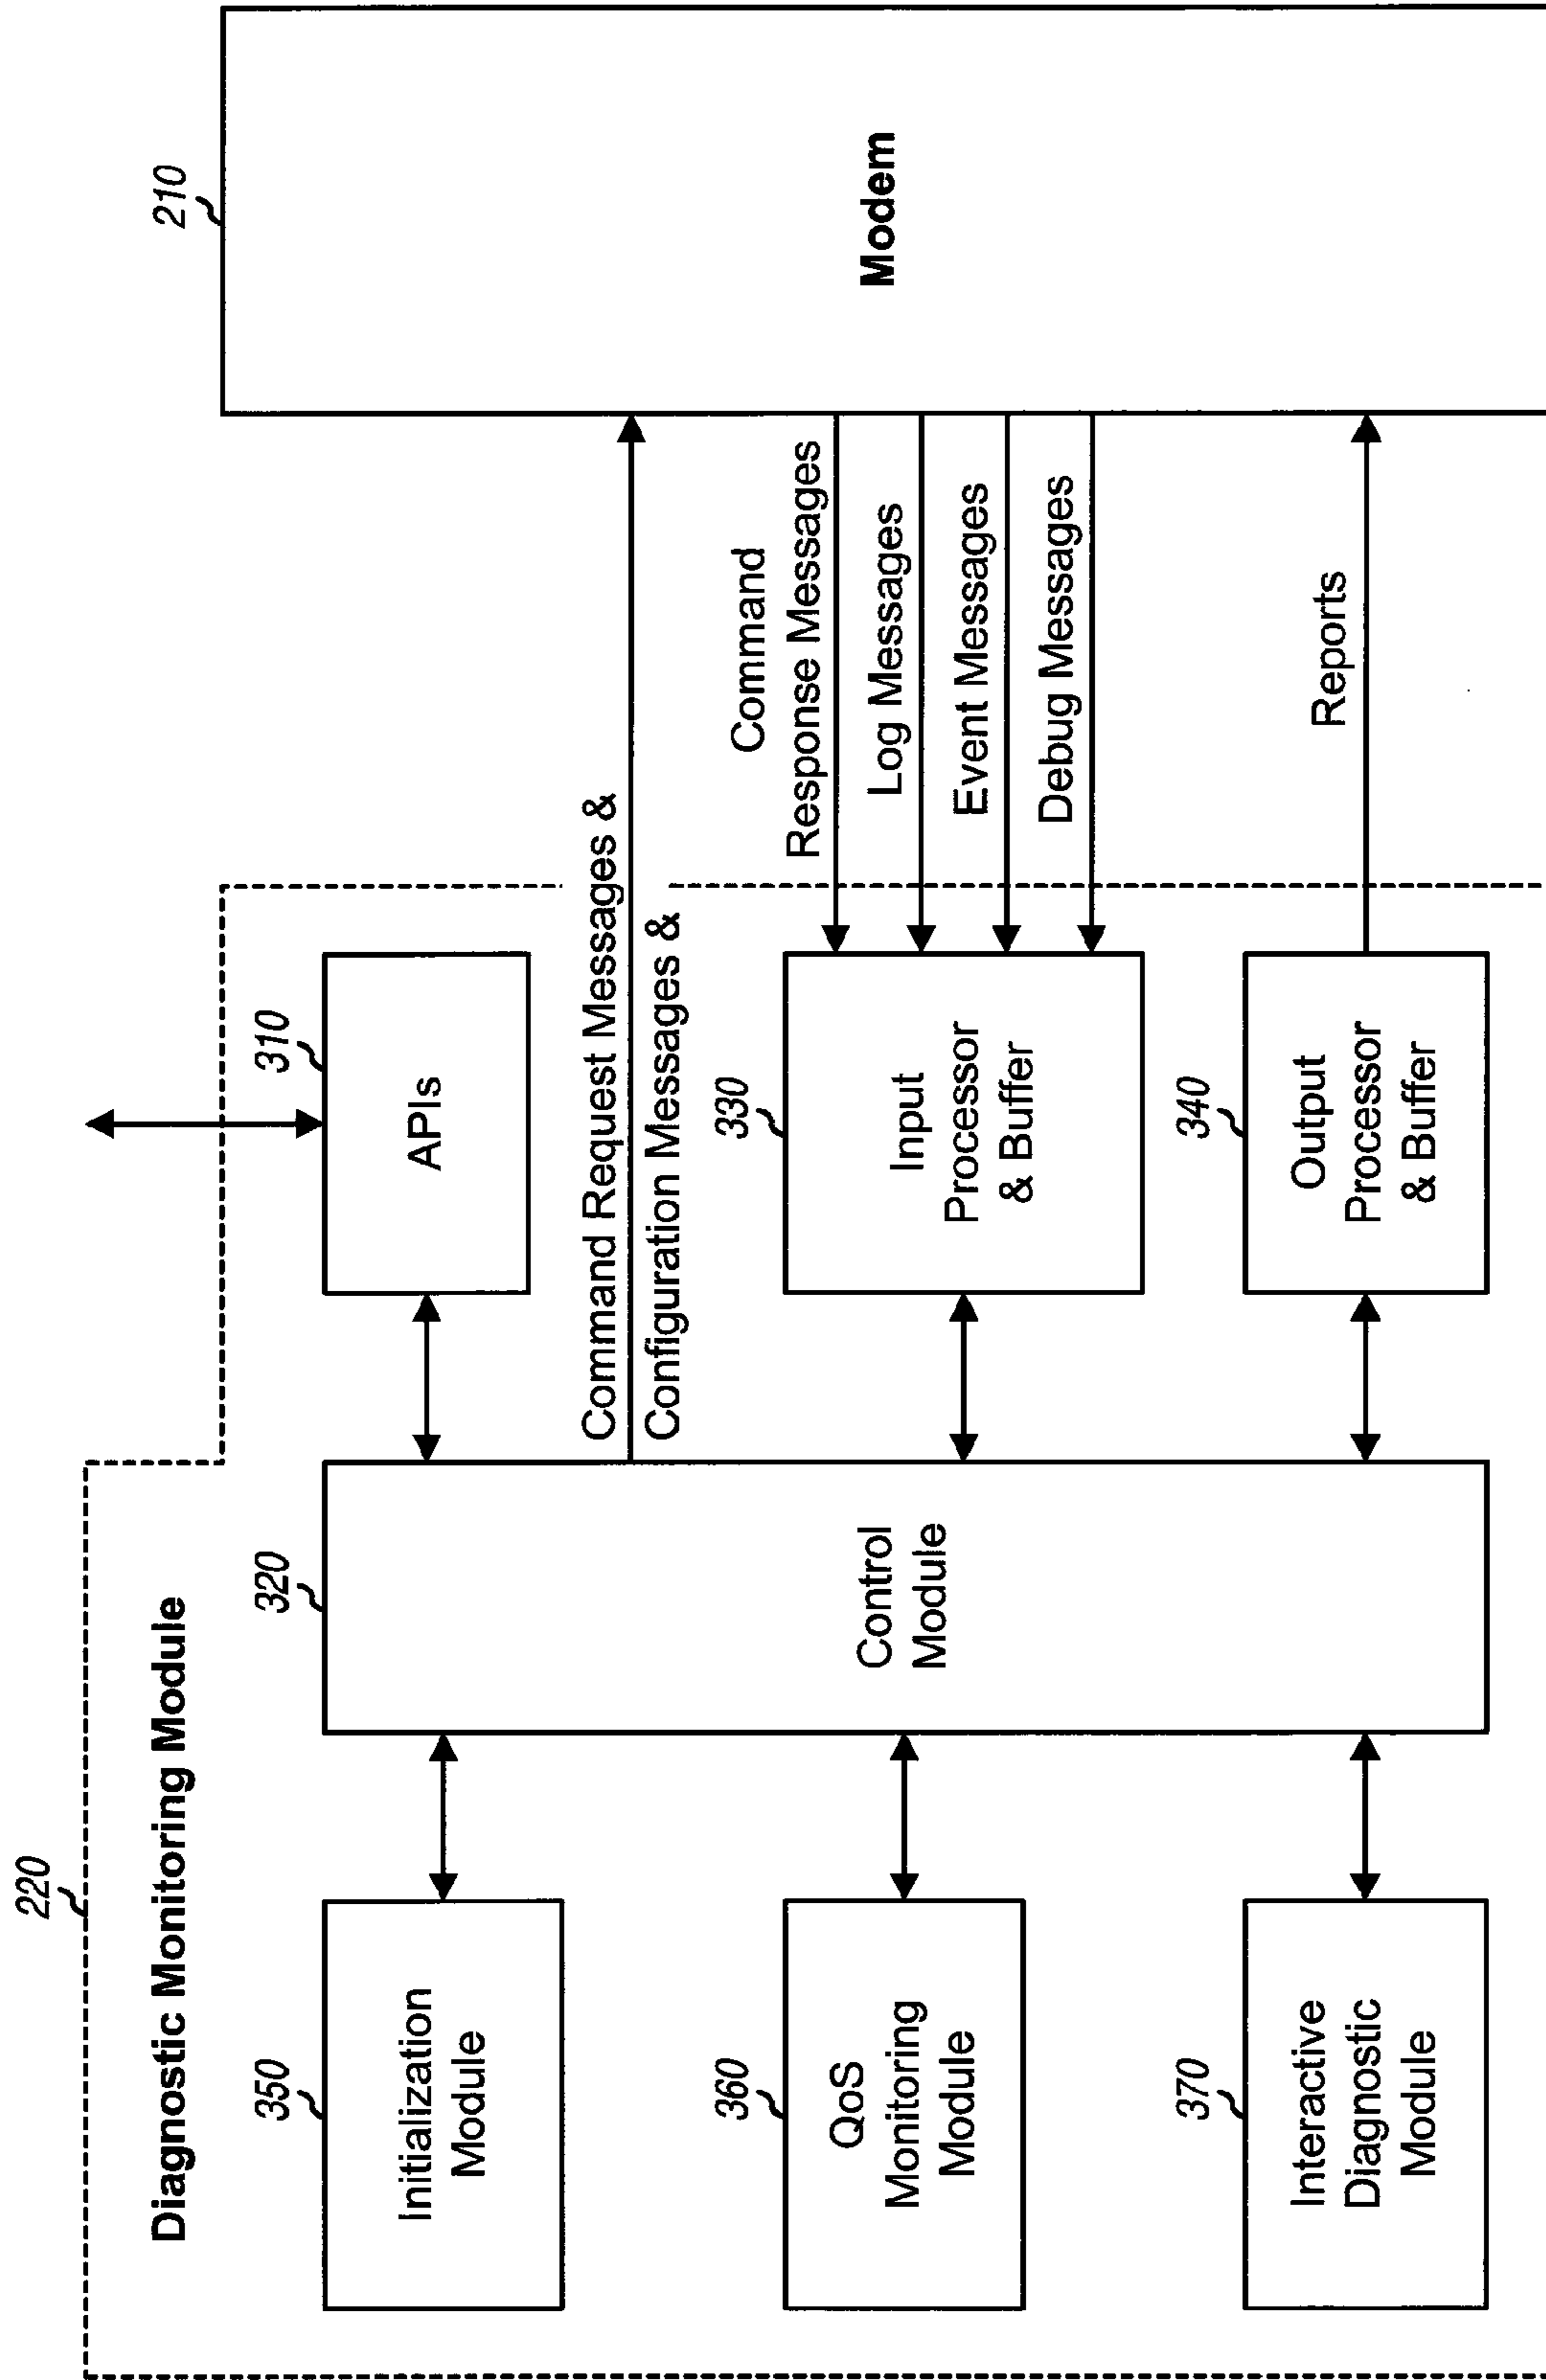 220
Diagnostic Monitoring Module
350
Initialization
Module
360
QoS
Monitoring
Module
370
Interactive
Diagnostic
Module
320
Control
Module
310
APIs
Command Request Messages &
Configuration Messages &
330
Input
Processor
& Buffer
340
Output
Processor
& Buffer
Command
Response Messages
Log Messages
Event Messages
Debug Messages
Reports
210
Modem